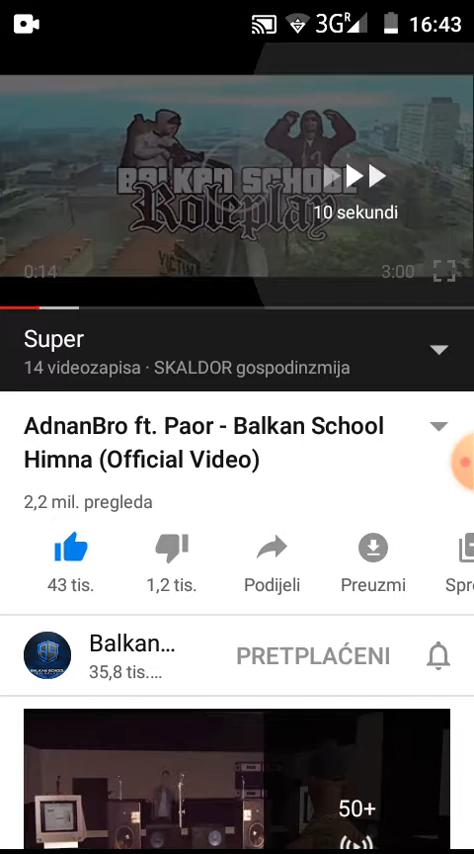 3G R 16:43
BALKAN SCHOOL
Roleplay
10 sekundi
0:14 3:00
Super
14 videozapisa · SKALDOR gospodinzmija
AdnanBro ft. Paor - Balkan School
Himna (Official Video)
2,2 mil. pregleda
43 tis. 1,2 tis. Podijeli Preuzmi Spr
Balkan...
35,8 tis....
PRETPLAĆENI
50+